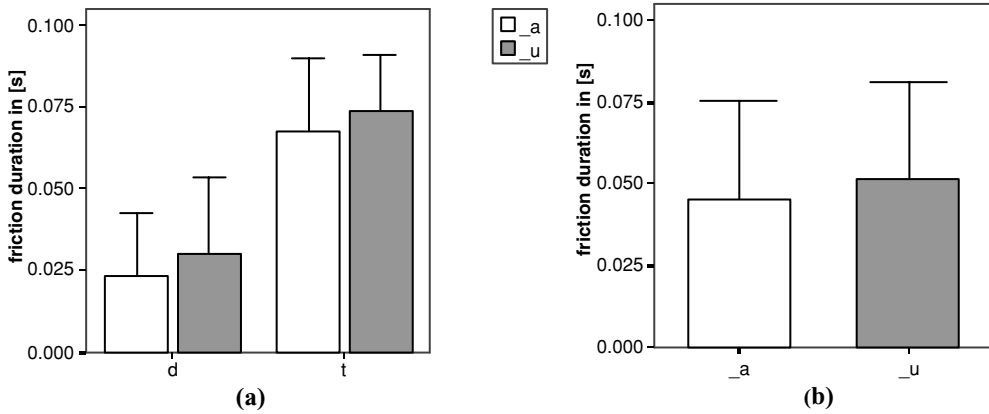 friction duration in [s]
0.100
0.075
0.050
0.025
0.000
d
t
(a)
_a
_u
friction duration in [s]
0.100
0.075
0.050
0.025
0.000
_a
_u
(b)